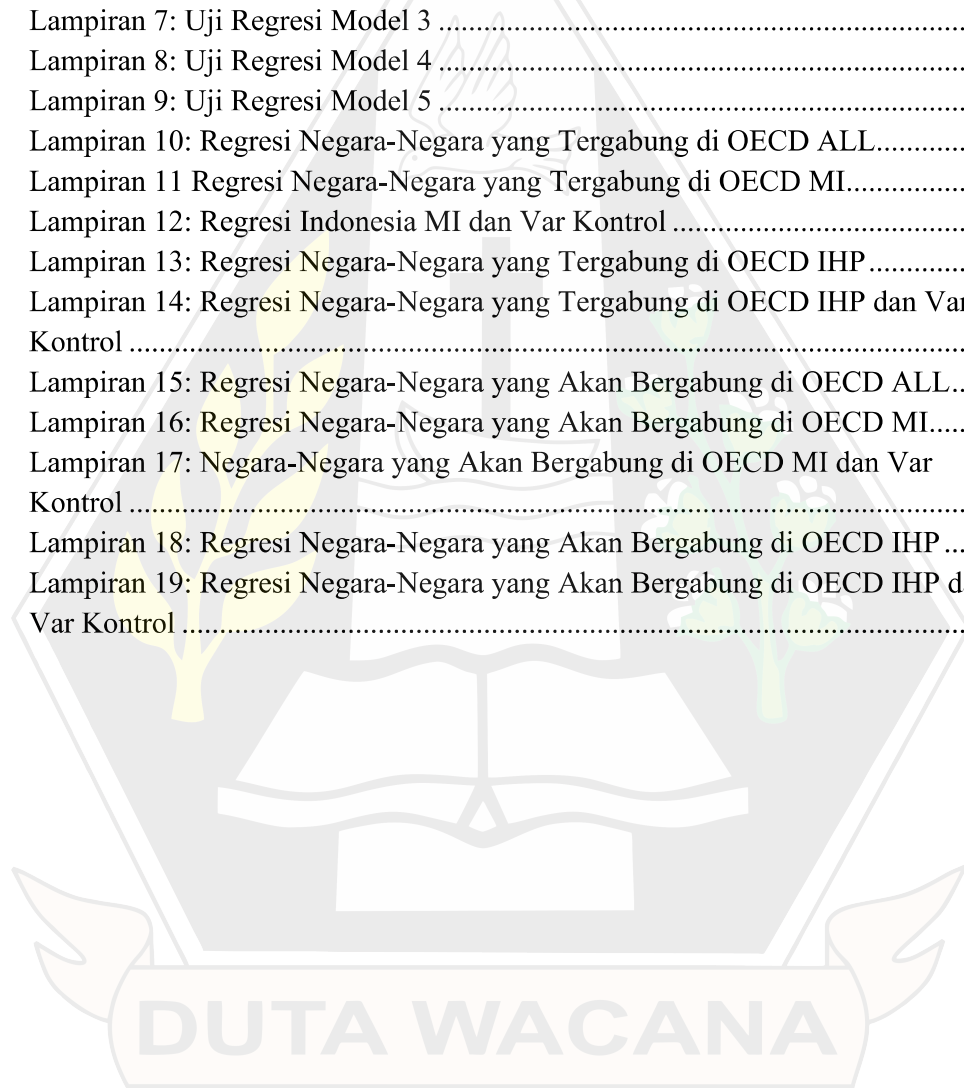 Lampiran 7: Uji Regresi Model 3 ....................................................................
Lampiran 8: Uji Regresi Model 4 ....................................................................
Lampiran 9: Uji Regresi Model 5 ....................................................................
Lampiran 10: Regresi Negara-Negara yang Tergabung di OECD ALL............
Lampiran 11 Regresi Negara-Negara yang Tergabung di OECD MI................
Lampiran 12: Regresi Indonesia MI dan Var Kontrol .......................................
Lampiran 13: Regresi Negara-Negara yang Tergabung di OECD IHP.............
Lampiran 14: Regresi Negara-Negara yang Tergabung di OECD IHP dan Var
Kontrol ...............................................................................................................
Lampiran 15: Regresi Negara-Negara yang Akan Bergabung di OECD ALL..
Lampiran 16: Regresi Negara-Negara yang Akan Bergabung di OECD MI.....
Lampiran 17: Negara-Negara yang Akan Bergabung di OECD MI dan Var
Kontrol ...............................................................................................................
Lampiran 18: Regresi Negara-Negara yang Akan Bergabung di OECD IHP ...
Lampiran 19: Regresi Negara-Negara yang Akan Bergabung di OECD IHP
Var Kontrol ........................................................................................................
DUTA WACANA